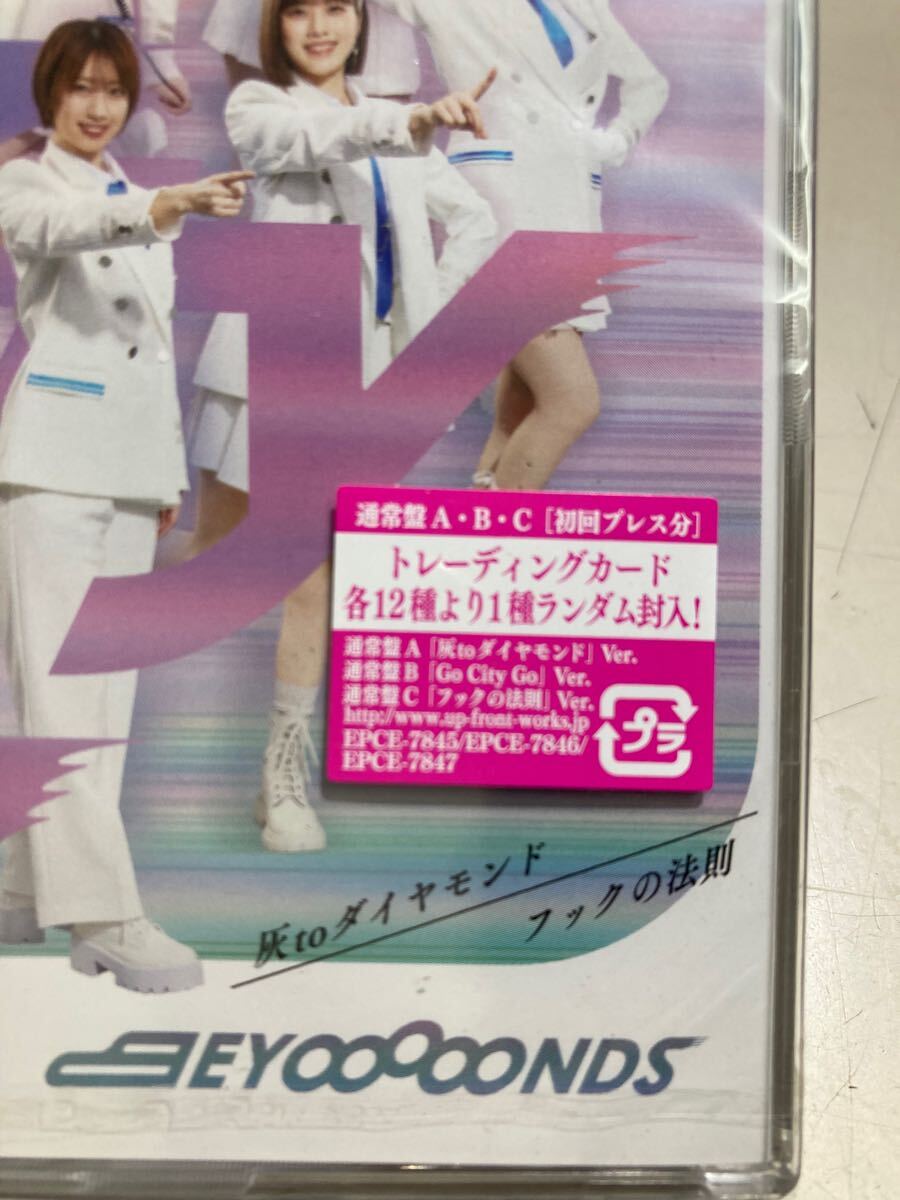 通常盤 A・B・C [初回プレス分]
トレーディングカード
各12種より1種ランダム封入!
通常盤 A「灰toダイヤモンド」Ver.
通常盤 B「Go City Go」Ver.
通常盤 C「フックの法則」Ver.
http://www.up-front-works.jp
EPCE-7845/EPCE-7846/
EPCE-7847
プラ
灰toダイヤモンド
フックの法則
BEYOOOOONDS